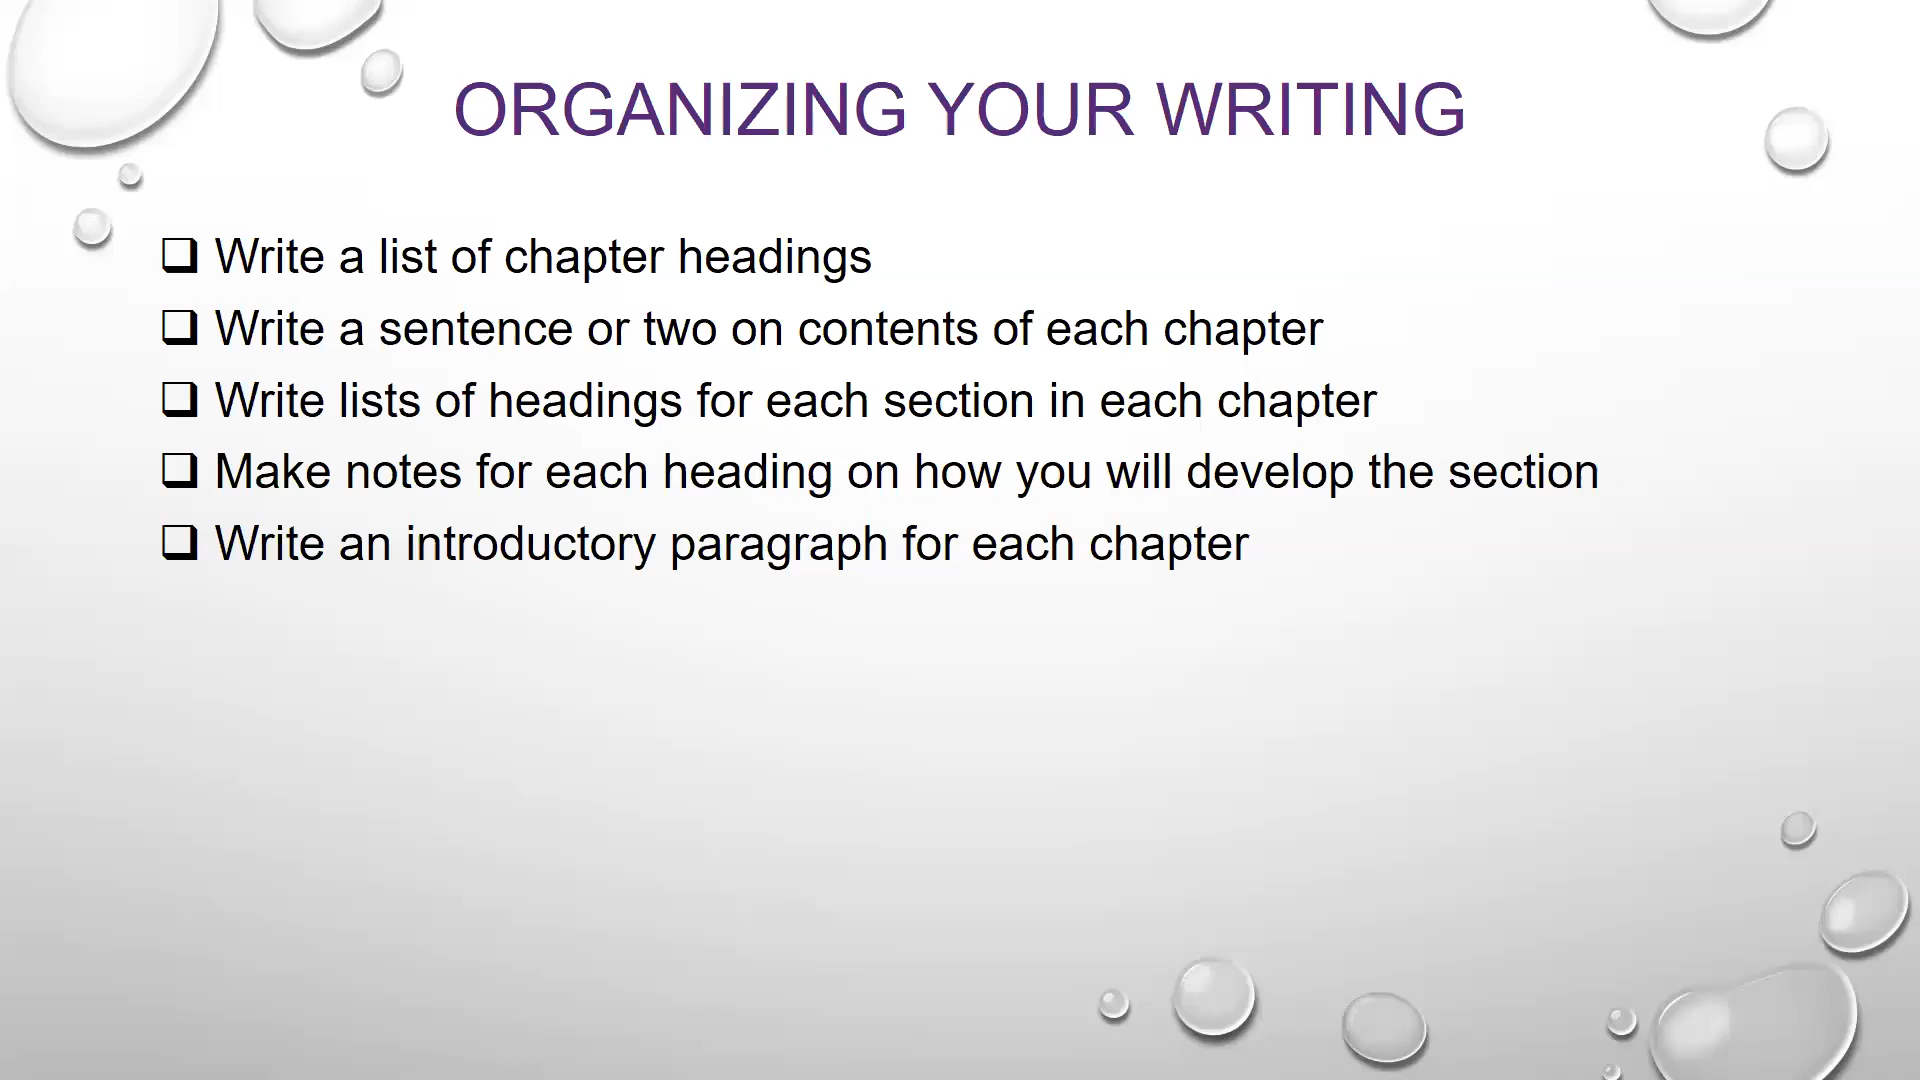 ORGANIZING YOUR WRITING
❑ Write a list of chapter headings
❑ Write a sentence or two on contents of each chapter
❑ Write lists of headings for each section in each chapter
❑ Make notes for each heading on how you will develop the section
❑ Write an introductory paragraph for each chapter